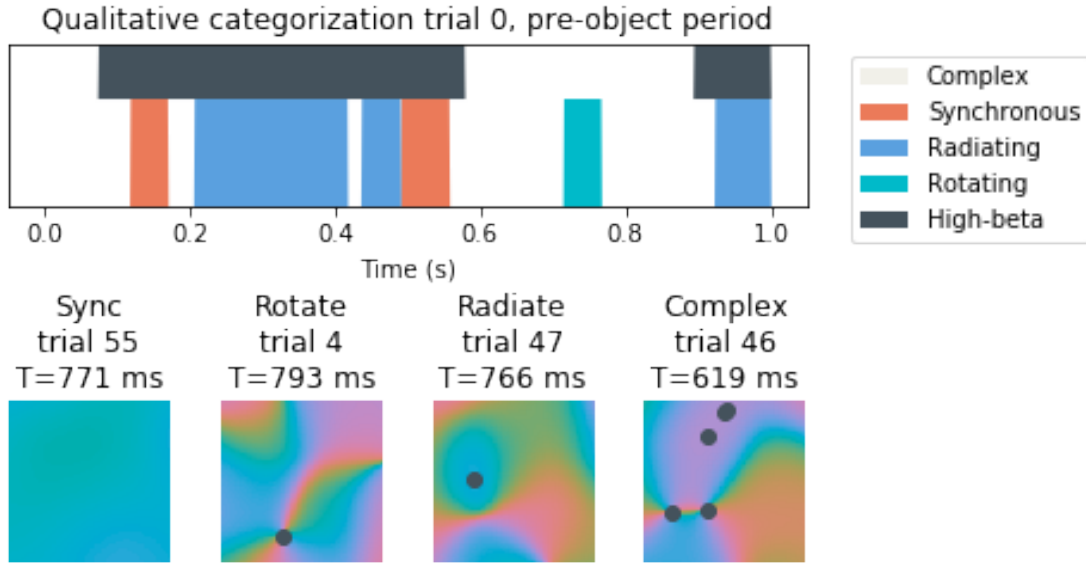 Qualitative categorization trial 0, pre-object period
Complex
Synchronous
Radiating
Rotating
High-beta
0.0 0.2 0.4 0.6 0.8 1.0
Time (s)
Sync
trial 55
T=771 ms
Rotate
trial 4
T=793 ms
Radiate
trial 47
T=766 ms
Complex
trial 46
T=619 ms